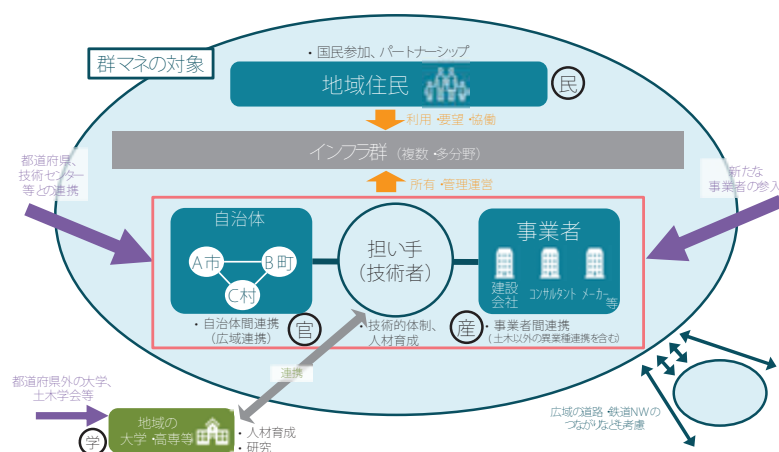 ・国民参加、パートナーシップ
群マネの対象
地域住民
民
利用・要望・協働
インフラ群（複数・多分野）
都道府県、
技術センター
等との連携
所有・管理運営
新たな
事業者の参入
自治体
A市
B町
C村
担い手
（技術者）
事業者
建設
会社
コンサルタント
メーカー
等
・自治体間連携
（広域連携）
官
・技術的体制、
人材育成
産
・事業者間連携
（土木以外の異業種連携を含む）
連携
都道府県外の大学、
土木学会等
地域の
大学・高専等
学
・人材育成
・研究
広域の道路・鉄道NWの
つながりなども考慮